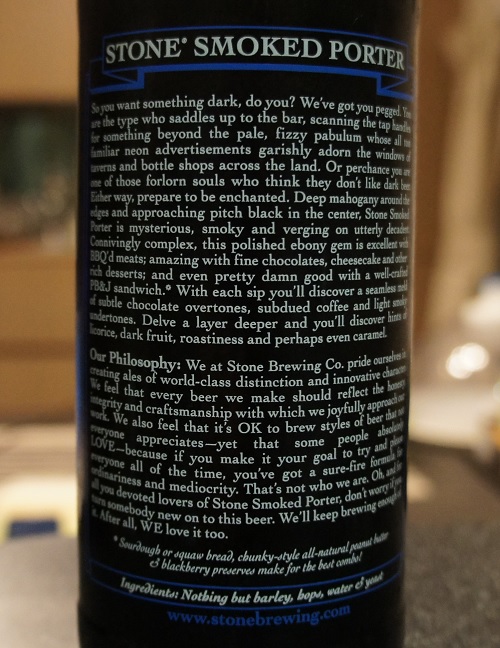 STONE® SMOKED PORTER
So you want something dark, do you? We've got you pegged. You
are the type who saddles up to the bar, scanning the tap handles
for something beyond the pale, fizzy pabulum whose all too
familiar neon advertisements garishly adorn the windows of
taverns and bottle shops across the land. Or perchance you are
one of those forlorn souls who think they don't like dark beer.
Either way, prepare to be enchanted. Deep mahogany around the
edges and approaching pitch black in the center, Stone Smoked
Porter is mysterious, smoky and verging on utterly decadent.
Connivingly complex, this polished ebony gem is excellent with
BBQ'd meats; amazing with fine chocolates, cheesecake and other
rich desserts; and even pretty damn good with a well-crafted
PB&J sandwich.* With each sip you'll discover a seamless meld
of subtle chocolate overtones, subdued coffee and light smoky
undertones. Delve a layer deeper and you'll discover hints of
licorice, dark fruit, roastiness and perhaps even caramel.
Our Philosophy: We at Stone Brewing Co. pride ourselves in
creating ales of world-class distinction and innovative character.
We feel that every beer we make should reflect the honesty,
integrity and craftsmanship with which we joyfully approach our
work. We also feel that it's OK to brew styles of beer that not
everyone appreciates—yet that some people absolutely
LOVE—because if you make it your goal to try and please
everyone all of the time, you've got a sure-fire formula for
ordinariness and mediocrity. That's not who we are. Oh, and for
all you devoted lovers of Stone Smoked Porter, don't worry if you
turn somebody new on to this beer. We'll keep brewing enough of
it. After all, WE love it too.
*Sourdough or squaw bread, chunky-style all-natural peanut butter
& blackberry preserves make for the best combo!
Ingredients: Nothing but barley, hops, water & yeast
www.stonebrewing.com